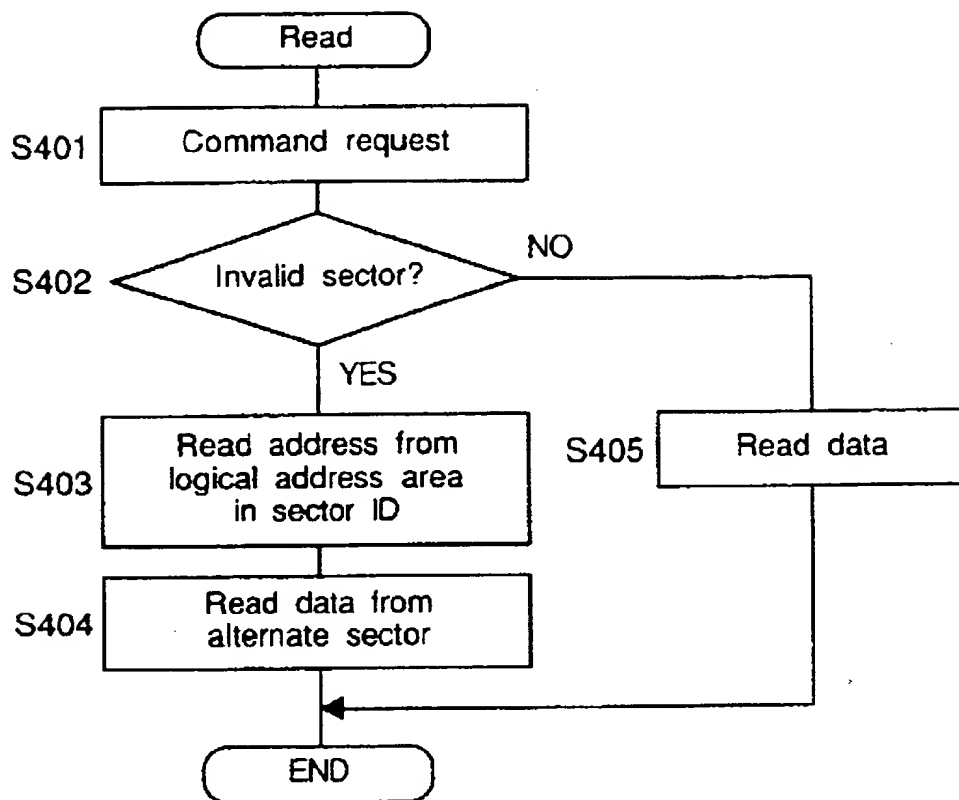 Read
S401
Command request
S402
Invalid sector?
NO
YES
S403
Read address from
logical address area
in sector ID
S405
Read data
S404
Read data from
alternate sector
END